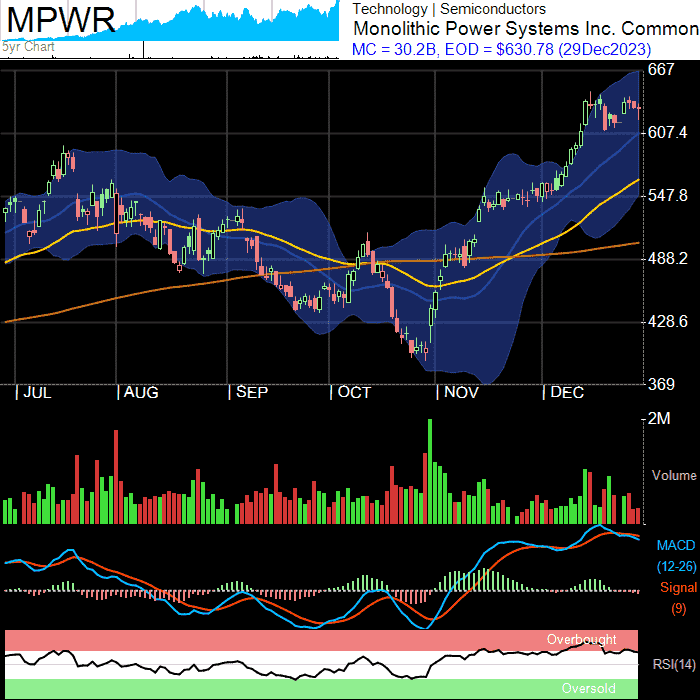 MPWR
5yr Chart
Technology | Semiconductors
Monolithic Power Systems Inc. Common
MC = 30.2B, EOD = $630.78 (29Dec2023)
667
607.4
547.8
488.2
428.6
369
| JUL | AUG | SEP | OCT | NOV | DEC
2M
Volume
MACD
(12-26)
Signal
(9)
Overbought
RSI(14)
Oversold